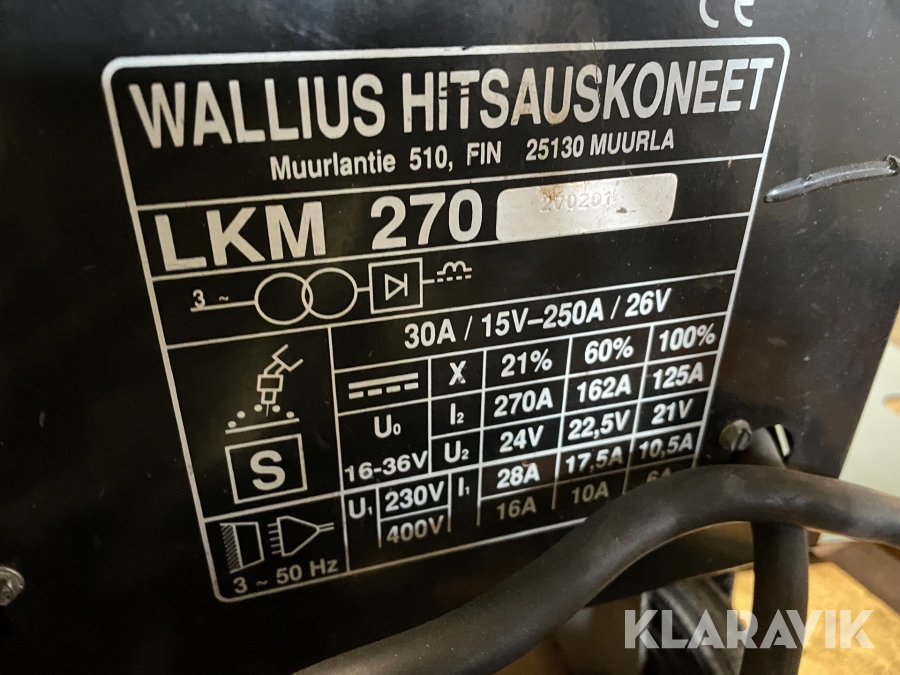 CE
WALLIUS HITSAUSKONEET
Muurlantie 510, FIN 25130 MUURLA
LKM 270
3 ~
30A / 15V–250A / 26V
X 21% 60% 100%
U0 I2 270A 162A 125A
16-36V U2 24V 22,5V 21V
S
U1 230V I1 28A 17,5A 10,5A
400V 16A 10A
3 ~ 50 Hz
KLARAVIK